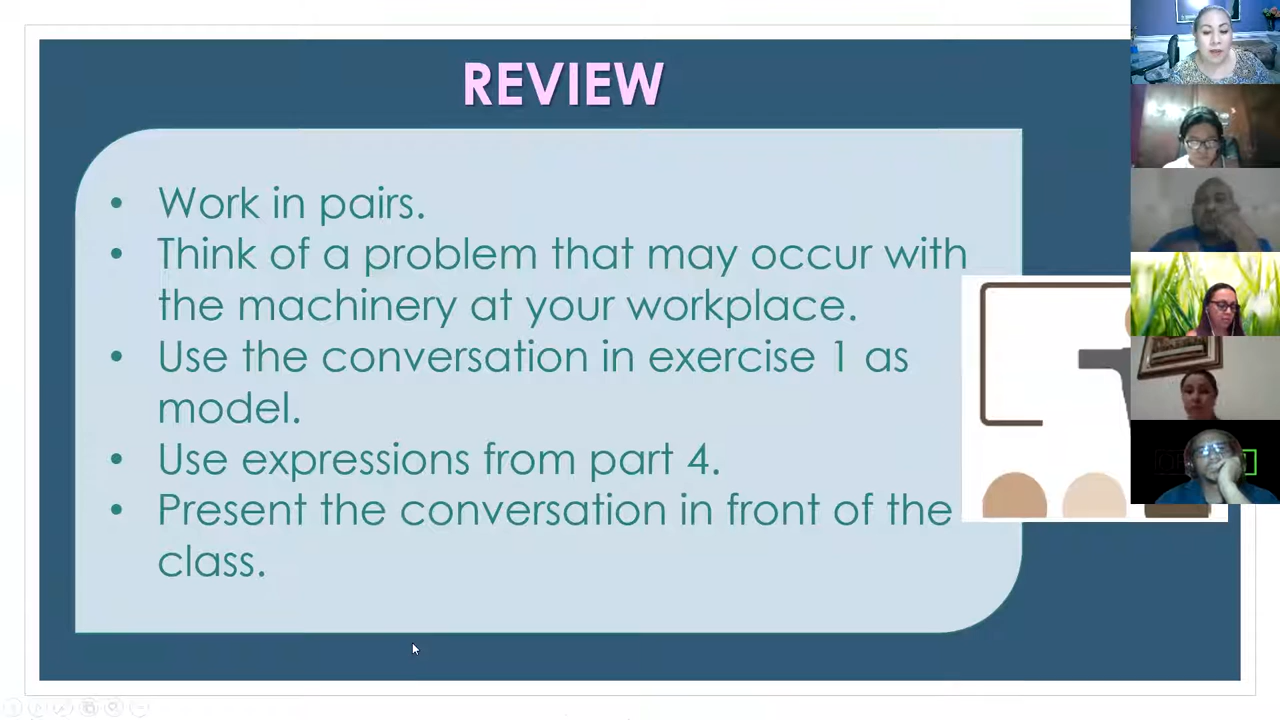 REVIEW
• Work in pairs.
• Think of a problem that may occur with
the machinery at your workplace.
• Use the conversation in exercise 1 as
model.
• Use expressions from part 4.
• Present the conversation in front of the
class.